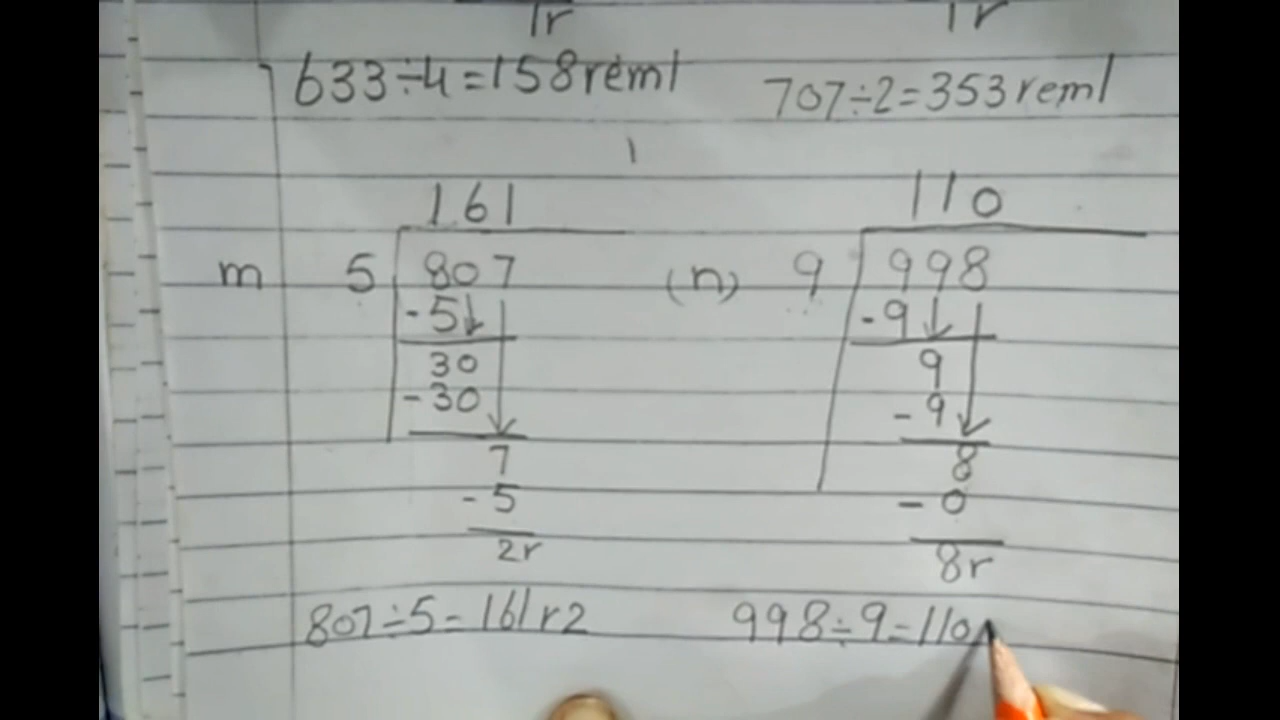 1r 1r
633÷4=158rem1 707÷2=353rem1
161 110
m 5 807 (n) 9 998
-5 -9
30 9
-30 -9
7 8
-5 -0
2r 8r
807÷5=161r2 998÷9=110